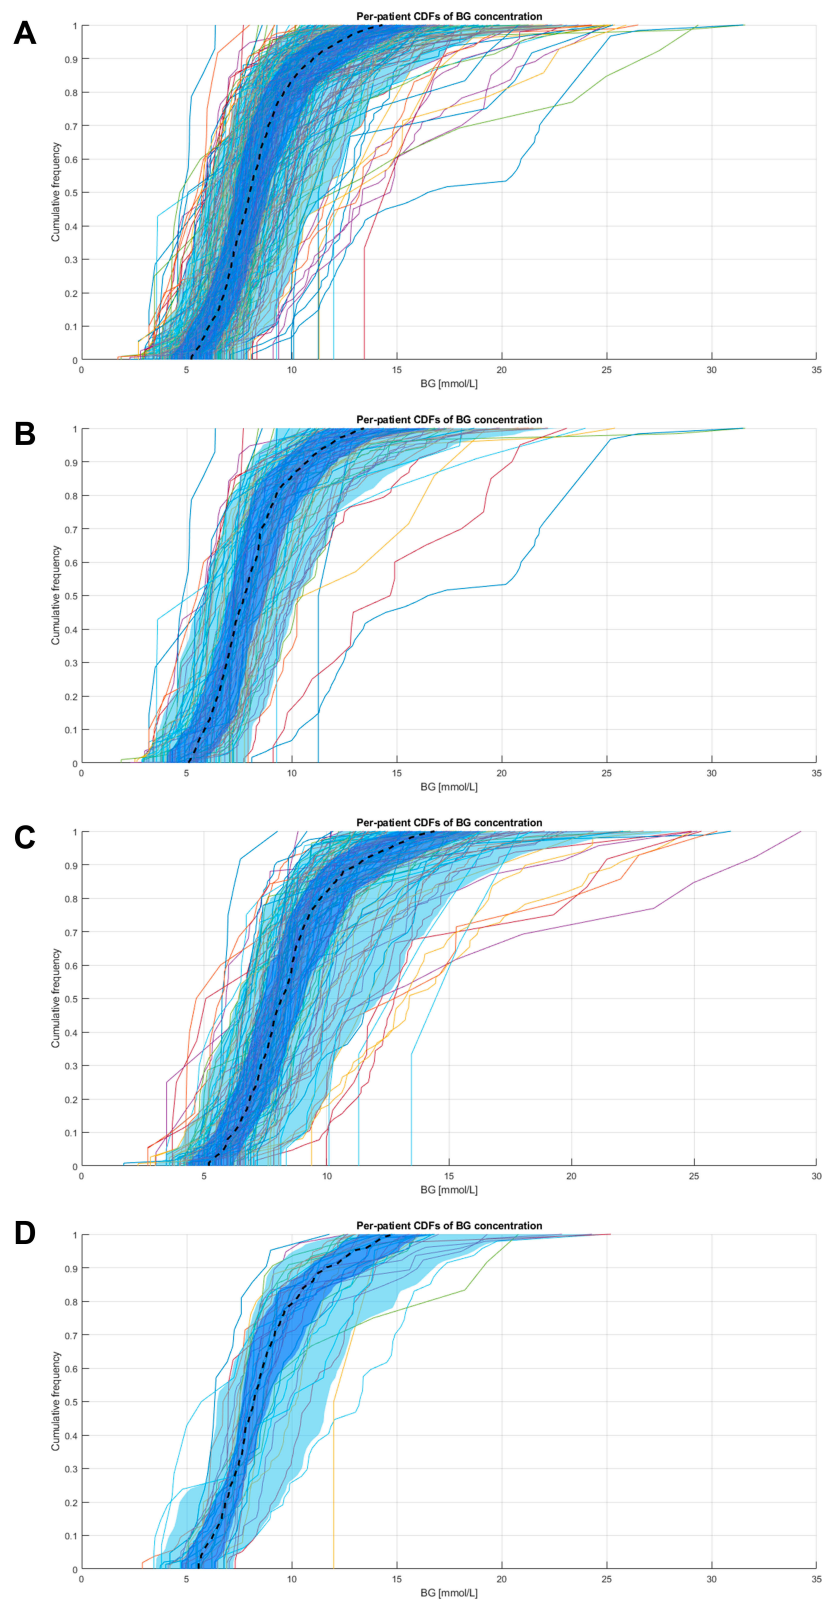 A
Per-patient CDFs of BG concentration
1
0.9
0.8
0.7
0.6
0.5
0.4
0.3
0.2
0.1
0
Cumulative frequency
0 5 10 15 20 25 30 35
BG [mmol/L]
B
Per-patient CDFs of BG concentration
1
0.9
0.8
0.7
0.6
0.5
0.4
0.3
0.2
0.1
0
Cumulative frequency
0 5 10 15 20 25 30 35
BG [mmol/L]
C
Per-patient CDFs of BG concentration
1
0.9
0.8
0.7
0.6
0.5
0.4
0.3
0.2
0.1
0
Cumulative frequency
0 5 10 15 20 25 30
BG [mmol/L]
D
Per-patient CDFs of BG concentration
1
0.9
0.8
0.7
0.6
0.5
0.4
0.3
0.2
0.1
0
Cumulative frequency
0 5 10 15 20 25 30 35
BG [mmol/L]